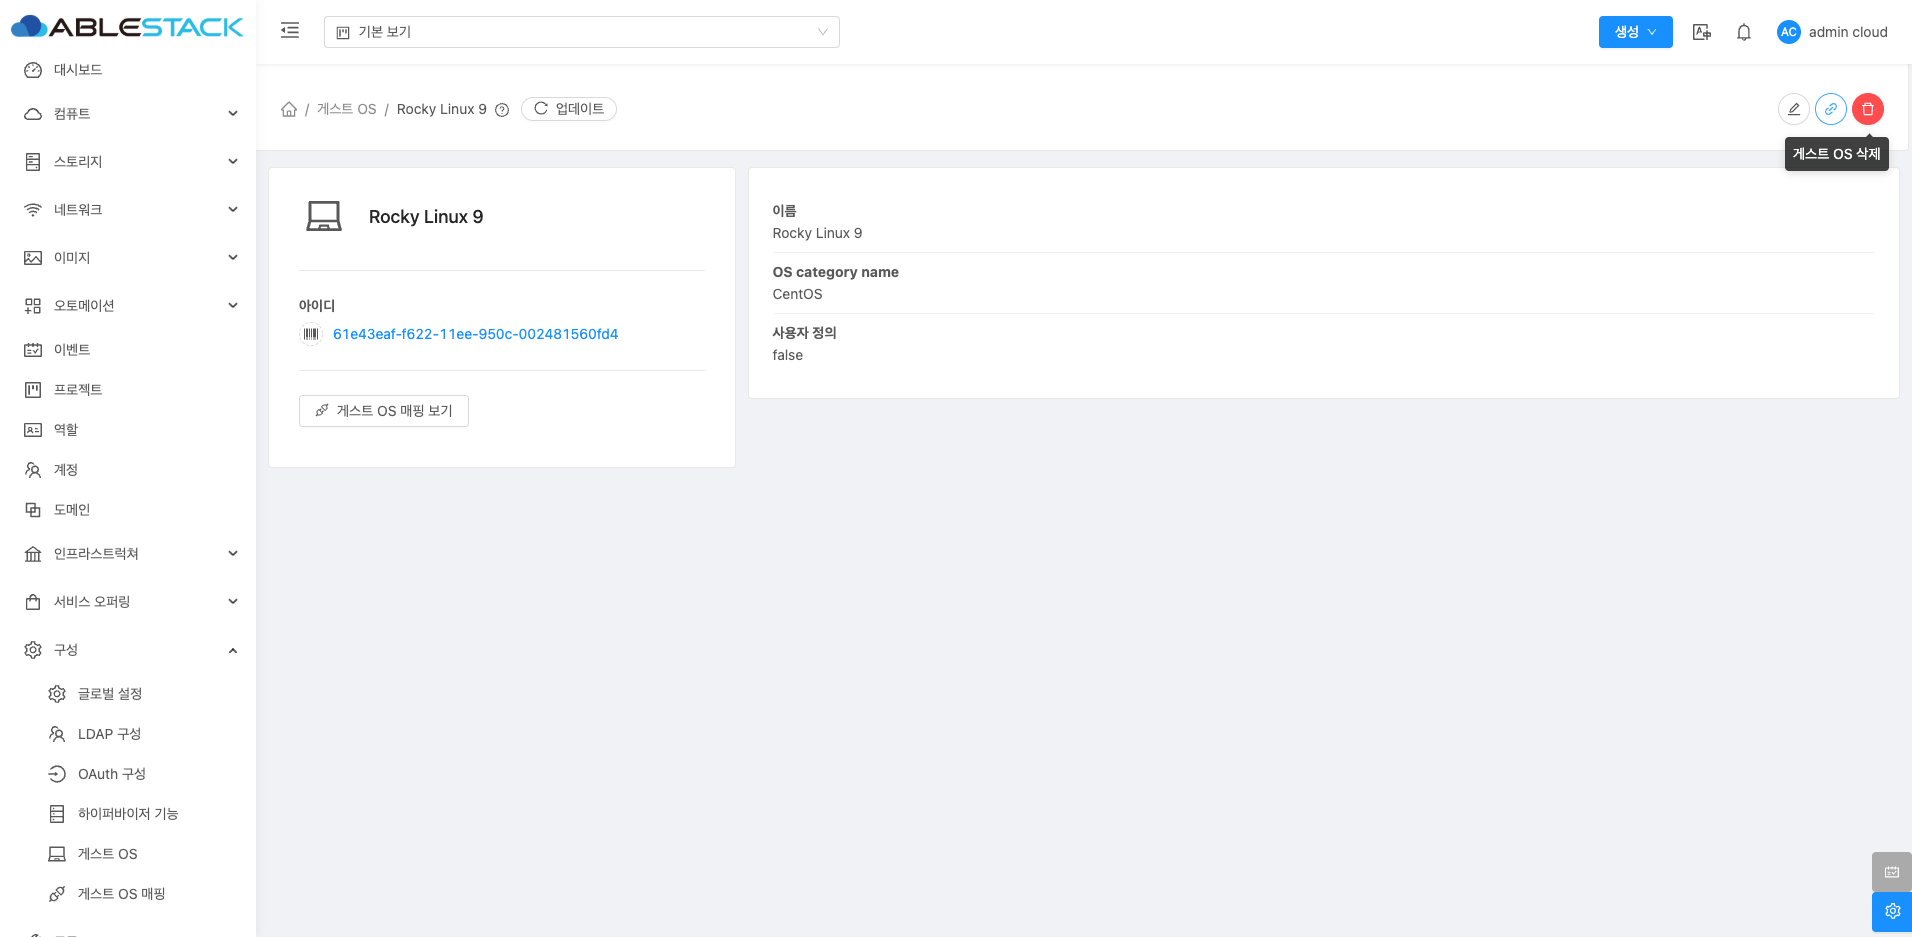 ABLESTACK
기본 보기
생성
AC
admin cloud
대시보드
컴퓨트
스토리지
네트워크
이미지
오토메이션
이벤트
프로젝트
역할
계정
도메인
인프라스트럭쳐
서비스 오퍼링
구성
글로벌 설정
LDAP 구성
OAuth 구성
하이퍼바이저 기능
게스트 OS
게스트 OS 매핑
/ 게스트 OS / Rocky Linux 9
업데이트
게스트 OS 삭제
Rocky Linux 9
아이디
61e43eaf-f622-11ee-950c-002481560fd4
게스트 OS 매핑 보기
이름
Rocky Linux 9
OS category name
CentOS
사용자 정의
false